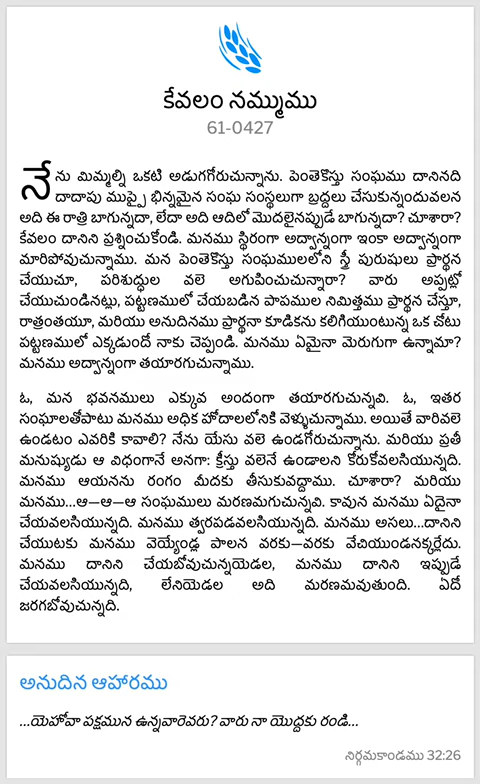 కేవలం నమ్ముము
61-0427
నేను మిమ్మల్ని ఒకటి అడుగగోరుచున్నాను. పెంతెకొస్తు సంఘము దానినది
దాదాపు ముప్పై భిన్నమైన సంఘ సంస్థలుగా బ్రద్దలు చేసుకున్నందువలన
అది ఈ రాత్రి బాగున్నదా, లేదా అది ఆదిలో మొదలైనప్పుడే బాగున్నదా? చూశారా?
కేవలం దానిని ప్రశ్నించుకోండి. మనము స్థిరంగా అద్వాన్నంగా ఇంకా అద్వాన్నంగా
మారిపోవుచున్నాము. మన పెంతెకొస్తు సంఘములలోని స్త్రీ పురుషులు ప్రార్థన
చేయుచూ, పరిశుద్ధుల వలె అగుపించుచున్నారా? వారు అప్పట్లో
చేయుచుండినట్లు, పట్టణములో చేయబడిన పాపముల నిమిత్తము ప్రార్థన చేస్తూ,
రాత్రంతయూ, మరియు అనుదినము ప్రార్థనా కూడికను కలిగియుంటున్న ఒక చోటు
పట్టణములో ఎక్కడుందో నాకు చెప్పండి. మనము ఏమైనా మెరుగుగా ఉన్నామా?
మనము అద్వాన్నంగా తయారగుచున్నాము.
ఓ, మన భవనములు ఎక్కువ అందంగా తయారగుచున్నవి. ఓ, ఇతర
సంఘాలతోపాటు మనము అధిక హోదాలలోనికి వెళ్ళుచున్నాము. అయితే వారివలె
ఉండటం ఎవరికి కావాలి? నేను యేసు వలె ఉండగోరుచున్నాను. మరియు ప్రతీ
మనుష్యుడు ఆ విధంగానే అనగా: క్రీస్తు వలెనే ఉండాలని కోరుకోవలసియున్నది.
మనము ఆయనను రంగం మీదకు తీసుకువద్దాము. చూశారా? మరియు
మనము...ఆ—ఆ—ఆ సంఘములు మరణమగుచున్నవి. కావున మనము ఏదైనా
చేయవలసియున్నది. మనము త్వరపడవలసియున్నది. మనము అసలు...దానిని
చేయుటకు మనము వెయ్యేండ్ల పాలన వరకు—వరకు వేచియుండనక్కర్లేదు.
మనము దానిని చేయబోవుచున్నయెడల, మనము దానిని ఇప్పుడే
చేయవలసియున్నది, లేనియెడల అది మరణమవుతుంది. ఏదో
జరగబోవుచున్నది.
అనుదిన ఆహారము
...యెహోవా పక్షమున ఉన్నవారెవరు? వారు నా యొద్దకు రండి...
నిర్గమకాండము 32:26